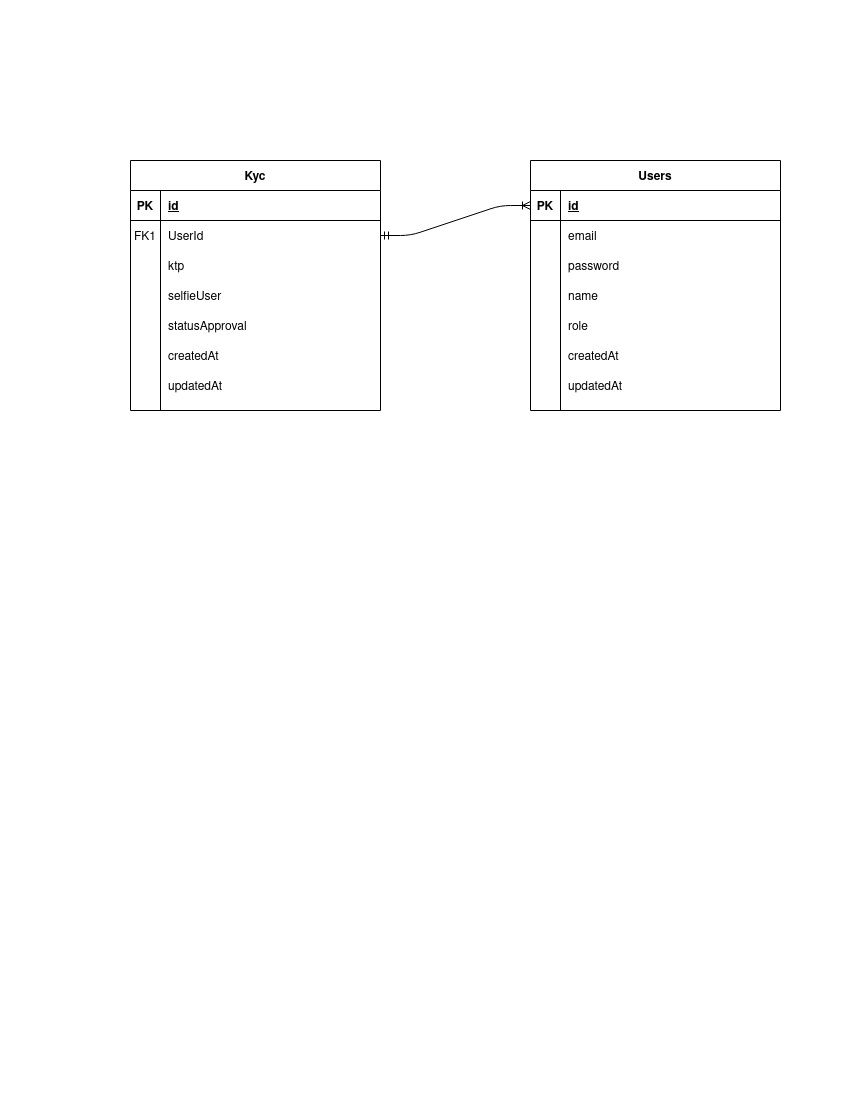 Kyc
PK id
FK1 UserId
ktp
selfieUser
statusApproval
createdAt
updatedAt
Users
PK id
email
password
name
role
createdAt
updatedAt